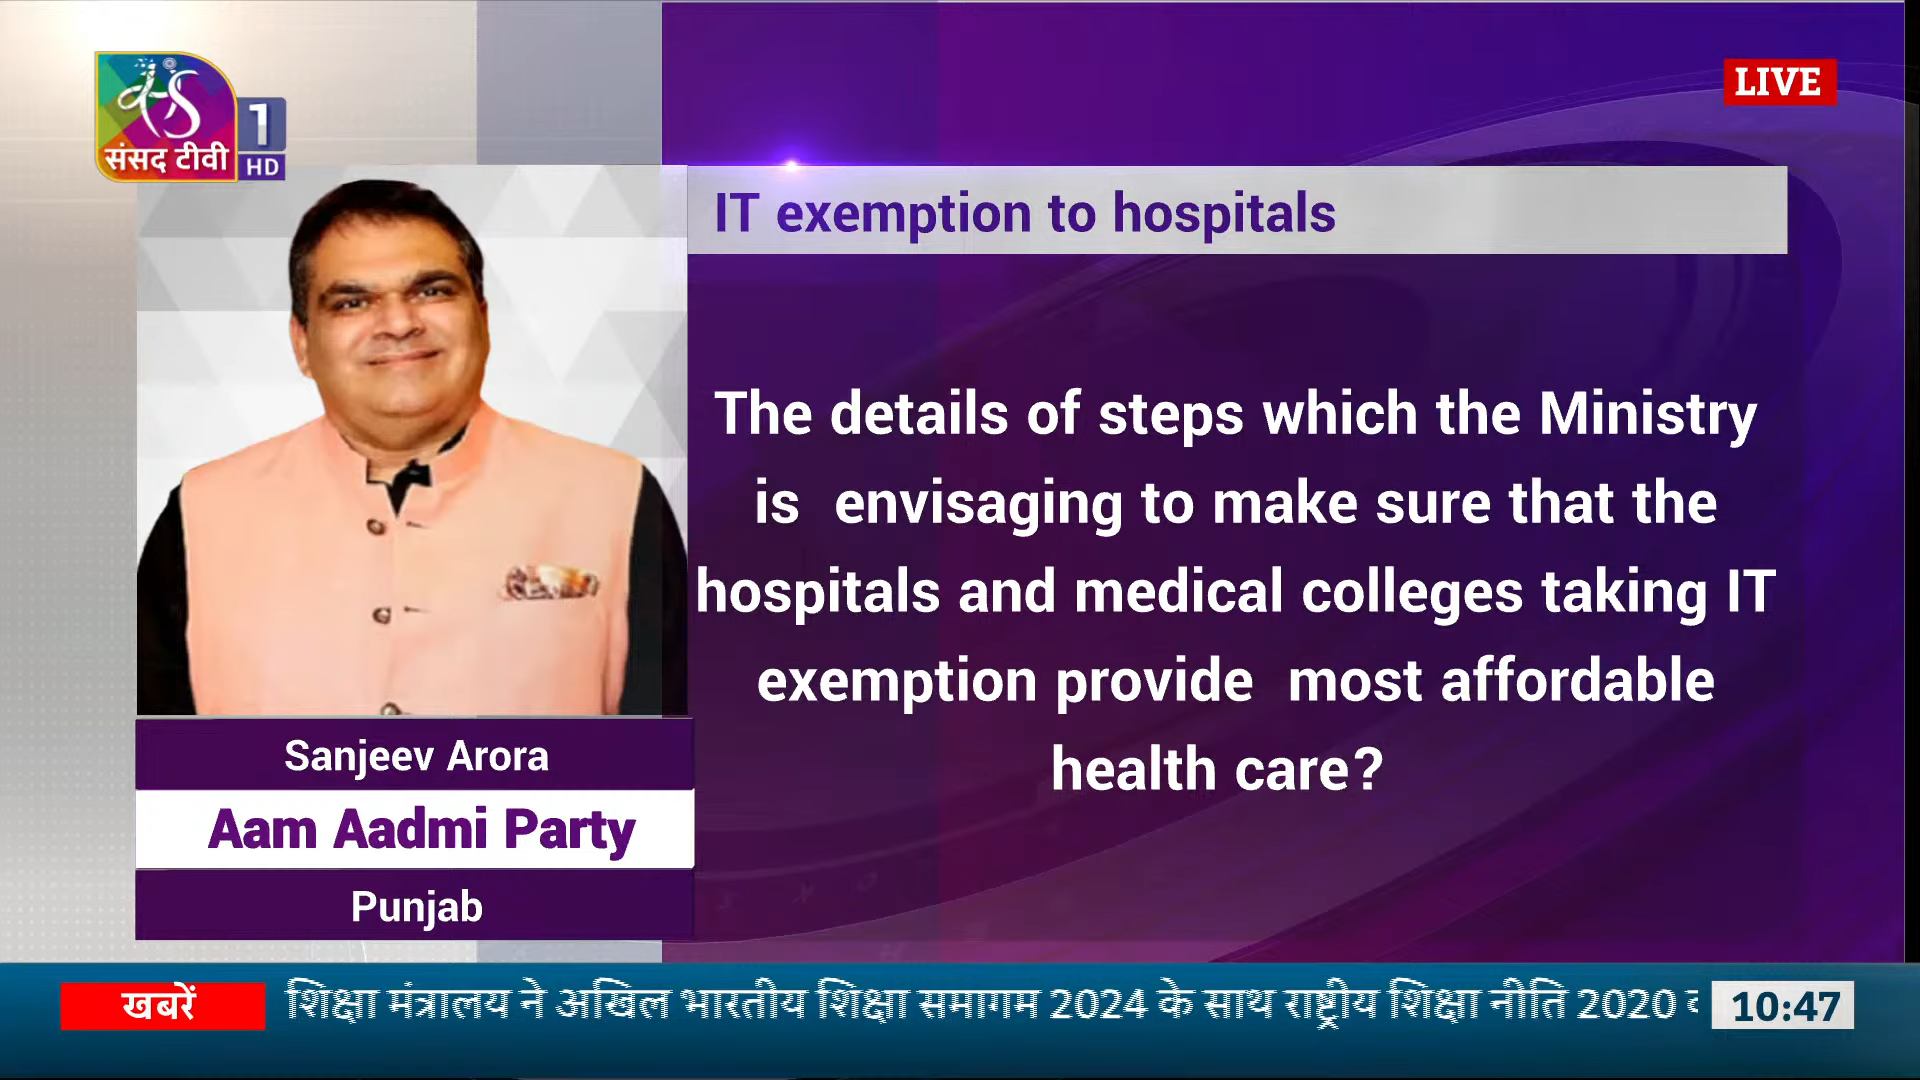 संसद टीवी
1
HD
LIVE
IT exemption to hospitals
The details of steps which the Ministry
is envisaging to make sure that the
hospitals and medical colleges taking IT
exemption provide most affordable
health care?
Sanjeev Arora
Aam Aadmi Party
Punjab
खबरें
शिक्षा मंत्रालय ने अखिल भारतीय शिक्षा समागम 2024 के साथ राष्ट्रीय शिक्षा नीति 2020
10:47